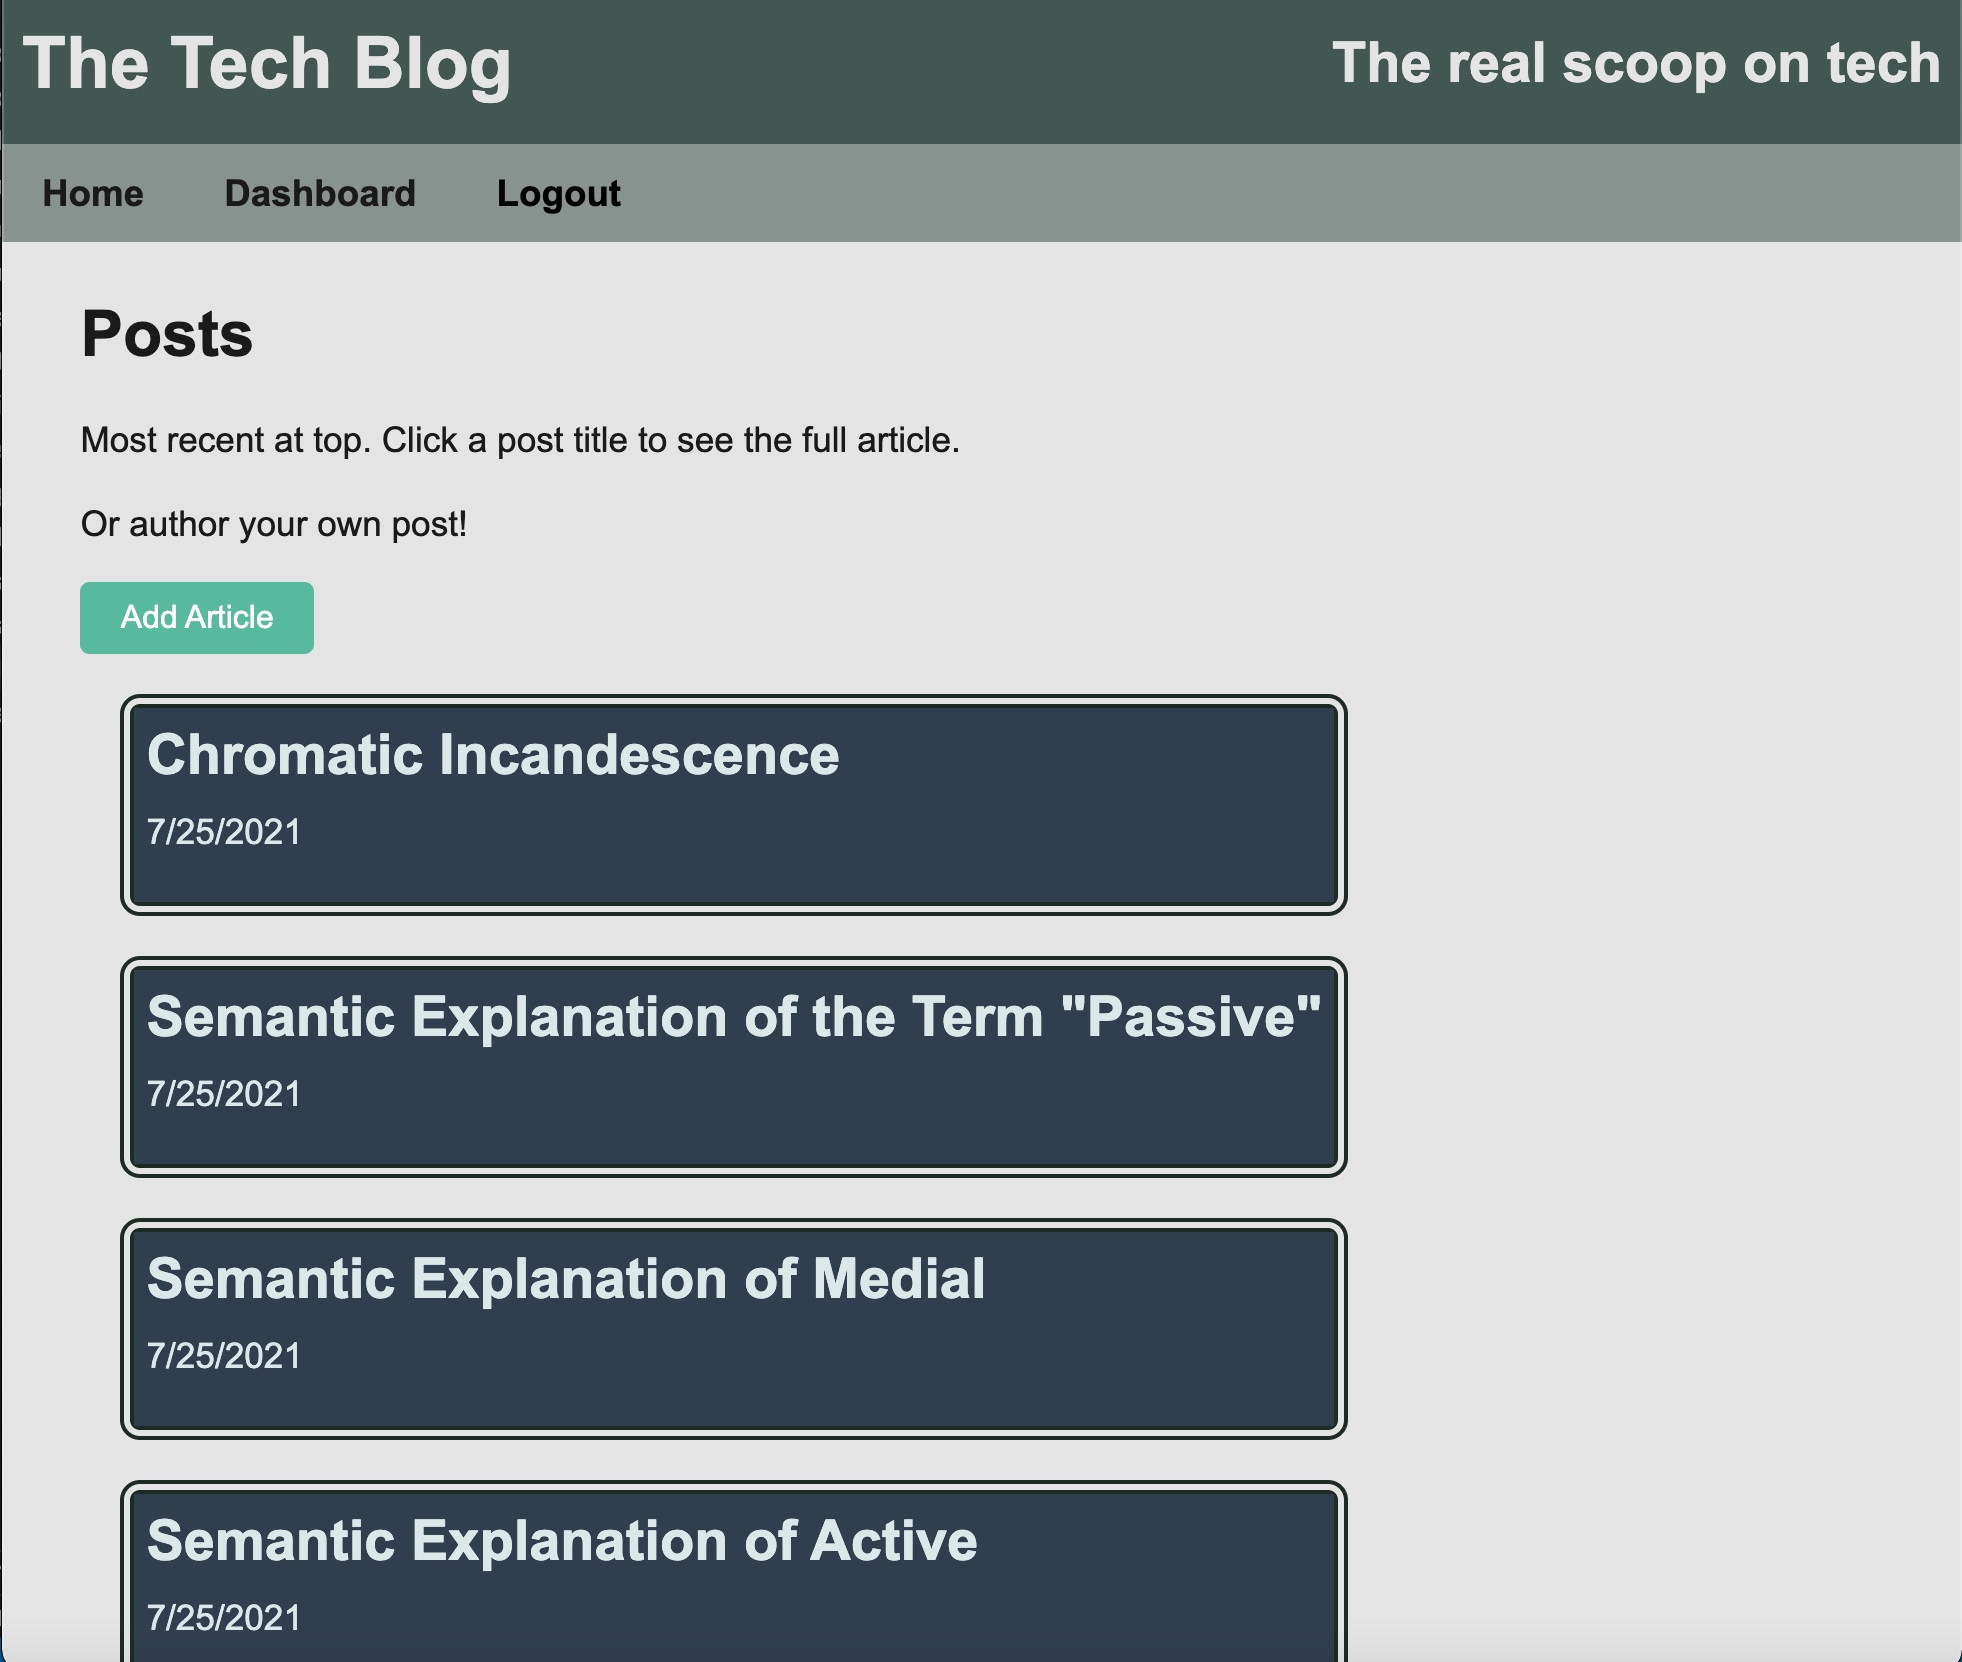 The Tech Blog
The real scoop on tech
Home Dashboard Logout
Posts
Most recent at top. Click a post title to see the full article.
Or author your own post!
Add Article
Chromatic Incandescence
7/25/2021
Semantic Explanation of the Term "Passive"
7/25/2021
Semantic Explanation of Medial
7/25/2021
Semantic Explanation of Active
7/25/2021